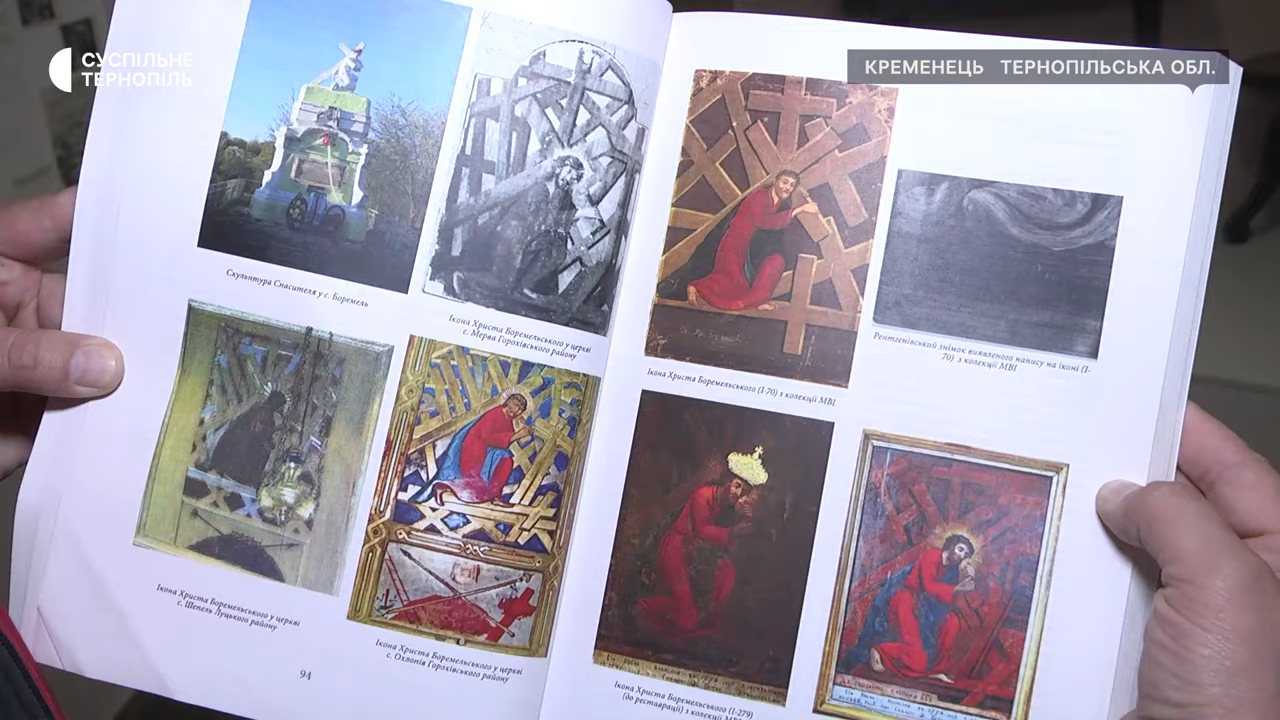 СУСПІЛЬНЕ
ТЕРНОПІЛЬ
КРЕМЕНЕЦЬ ТЕРНОПІЛЬСЬКА ОБЛ.
Скульптура Спасителя у с. Боремель
Ікона Христа Боремельського у церкві
с. Мерва Горохівського району
Ікона Христа Боремельського у церкві
с. Шепель Луцького району
Ікона Христа Боремельського у церкві
с. Охлопів Горохівського району
94
Ікона Христа Боремельського (І-70) з колекції МВІ
Рентгенівський знімок виявленого напису на іконі (І-
70) з колекції МВІ
Ікона Христа Боремельського (І-279)
(до реставрації) з колекції МВІ